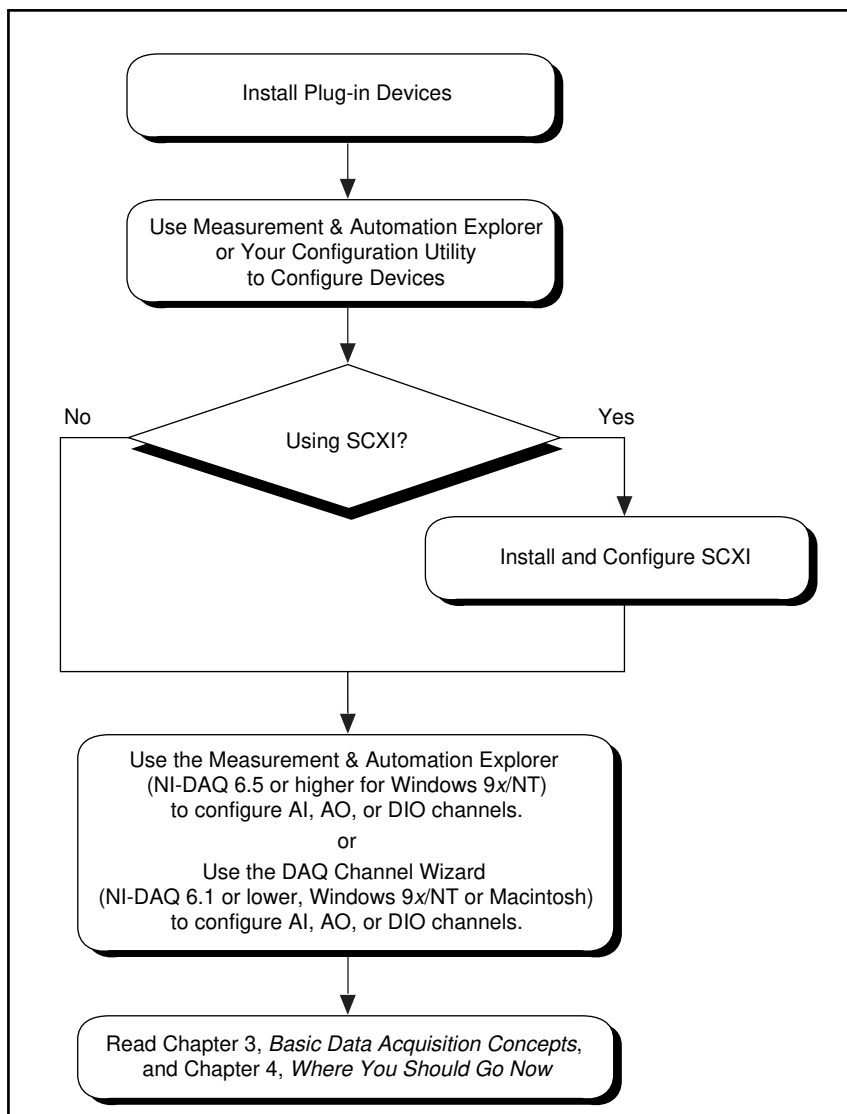 Install Plug-in Devices
Use Measurement & Automation Explorer
or Your Configuration Utility
to Configure Devices
No
Yes
Using SCXI?
Install and Configure SCXI
Use the Measurement & Automation Explorer
(NI-DAQ 6.5 or higher for Windows 9x/NT)
to configure AI, AO, or DIO channels.
or
Use the DAQ Channel Wizard
(NI-DAQ 6.1 or lower, Windows 9x/NT or Macintosh)
to configure AI, AO, or DIO channels.
Read Chapter 3, Basic Data Acquisition Concepts,
and Chapter 4, Where You Should Go Now